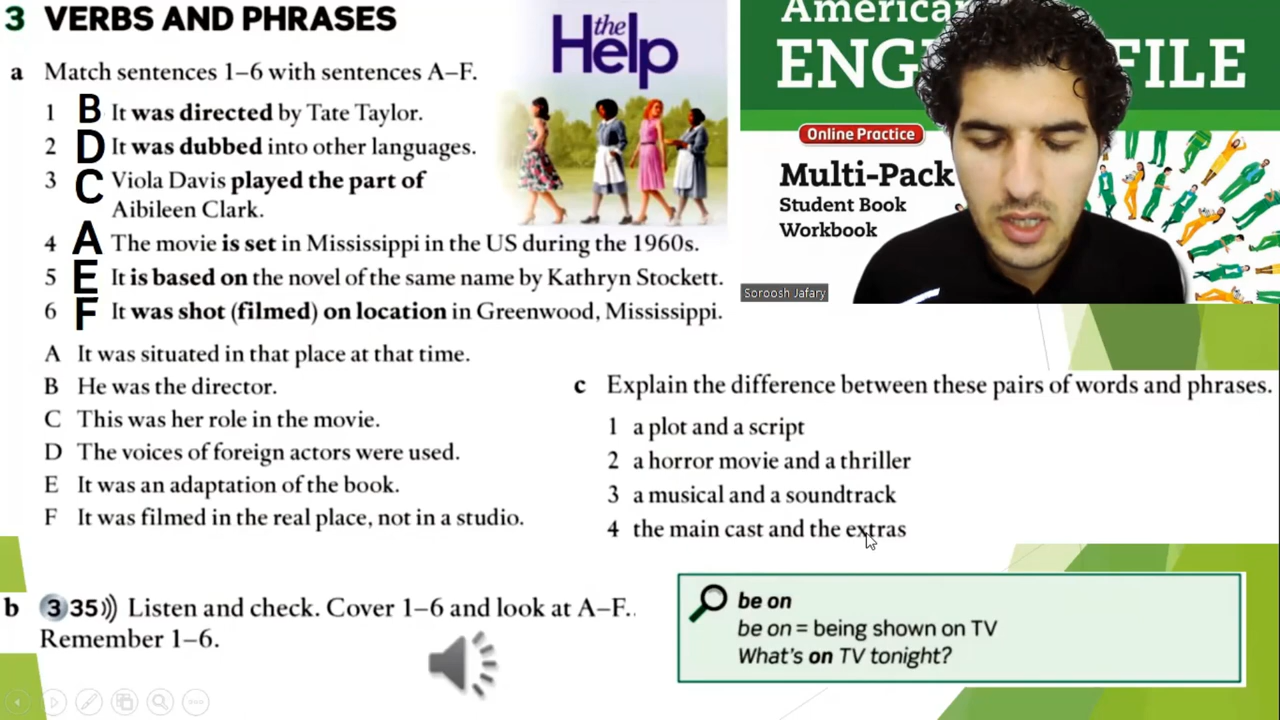 3 VERBS AND PHRASES
a Match sentences 1–6 with sentences A–F.
1 B It was directed by Tate Taylor.
2 D It was dubbed into other languages.
3 C Viola Davis played the part of
Aibileen Clark.
4 A The movie is set in Mississippi in the US during the 1960s.
5 E It is based on the novel of the same name by Kathryn Stockett.
6 F It was shot (filmed) on location in Greenwood, Mississippi.
A It was situated in that place at that time.
B He was the director.
C This was her role in the movie.
D The voices of foreign actors were used.
E It was an adaptation of the book.
F It was filmed in the real place, not in a studio.
b 3 35 Listen and check. Cover 1–6 and look at A–F.
Remember 1–6.
the
Help
Online Practice
Multi-Pack
Student Book
Workbook
Soroosh Jafary
c Explain the difference between these pairs of words and phrases.
1 a plot and a script
2 a horror movie and a thriller
3 a musical and a soundtrack
4 the main cast and the extras
be on
be on = being shown on TV
What's on TV tonight?